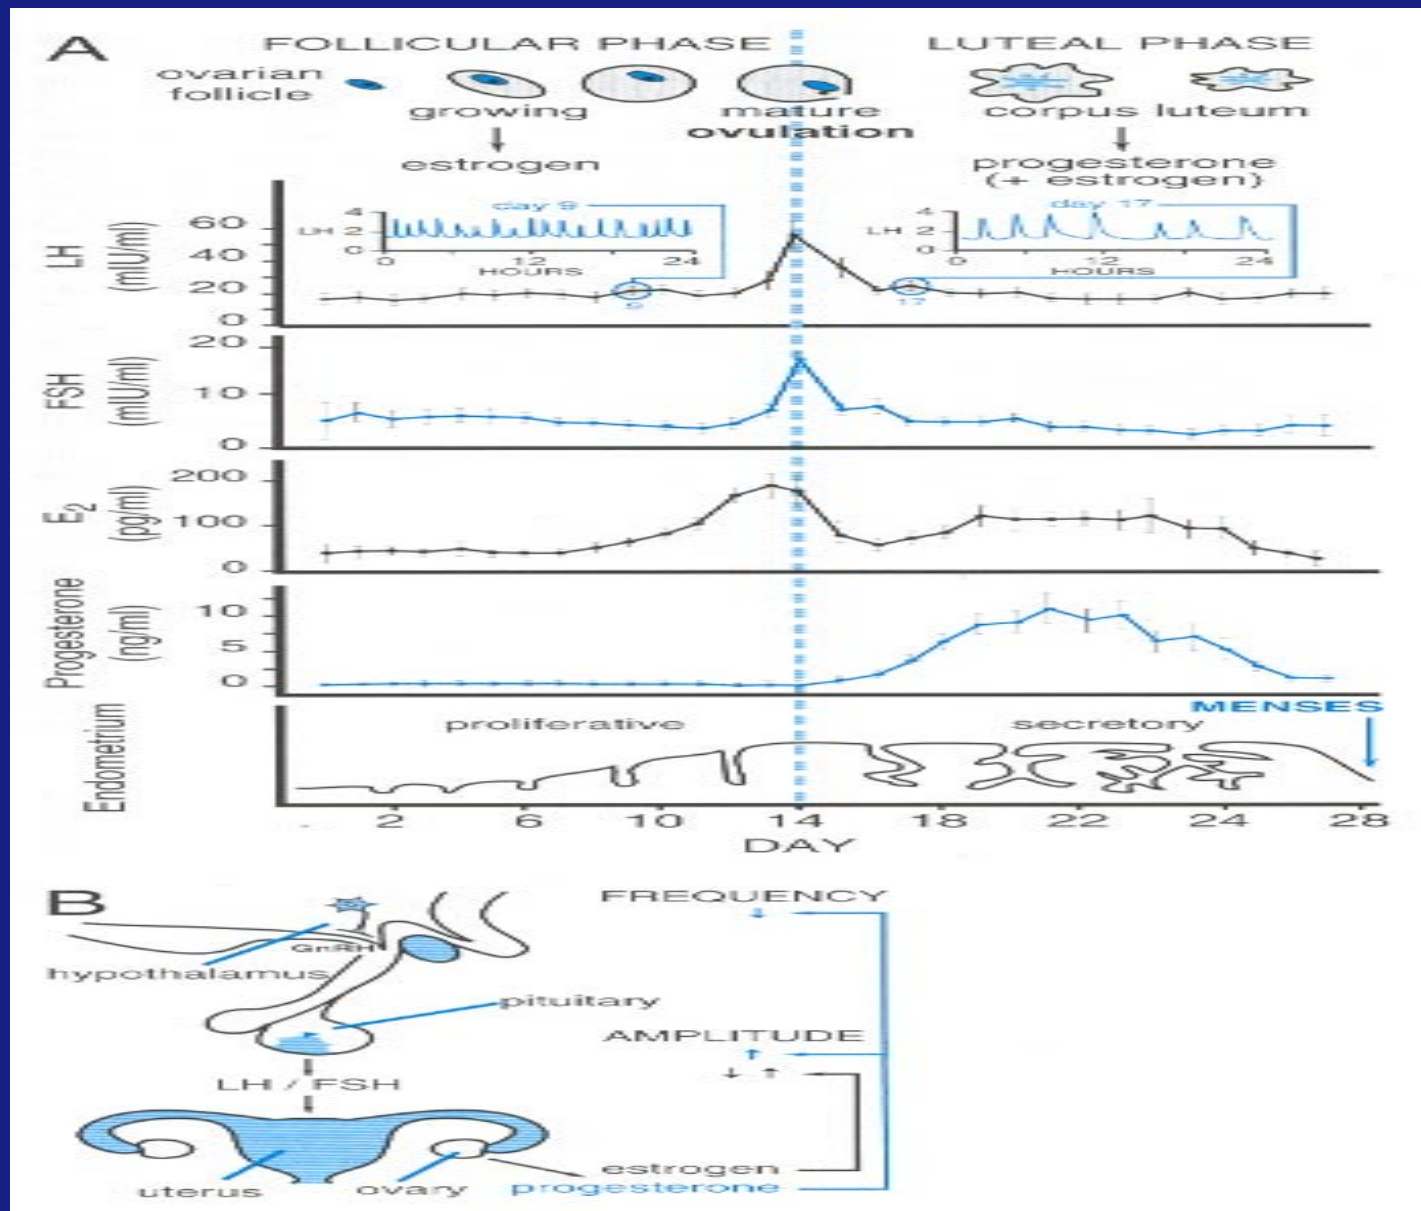 A
FOLLICULAR PHASE
LUTEAL PHASE
ovarian
follicle
growing
mature
corpus luteum
ovulation
estrogen
progesterone
(+ estrogen)
LH
(mIU/ml)
60
40
20
0
day 9
LH
4
2
0
0 12 24
HOURS
9
day 17
LH
4
2
0
0 12 24
HOURS
17
FSH
(mIU/ml)
20
10
0
E2
(pg/ml)
200
100
0
Progesterone
(ng/ml)
10
5
0
MENSES
Endometrium
proliferative
secretory
2 6 10 14 18 22 24 28
DAY
B
FREQUENCY
↓
GnRH
hypothalamus
pituitary
AMPLITUDE
↑
↓ ↑
LH / FSH
estrogen
uterus
ovary
progesterone